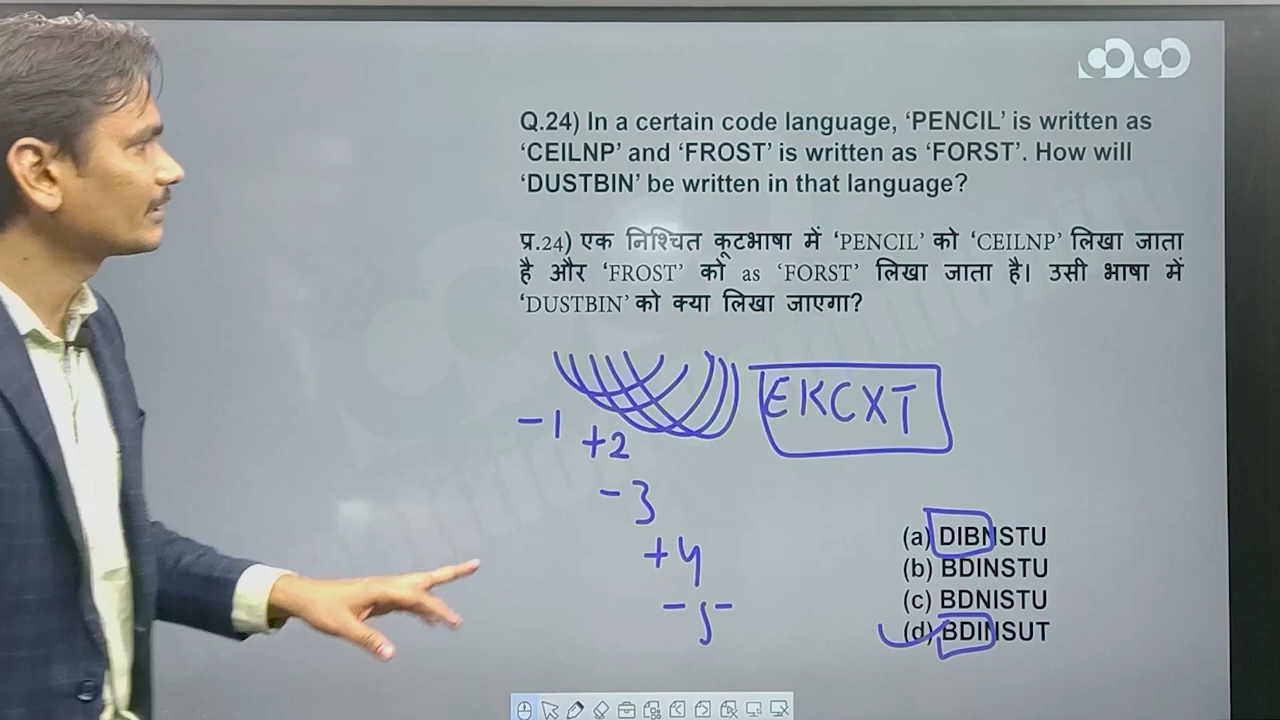 Q.24) In a certain code language, ‘PENCIL’ is written as
‘CEILNP’ and ‘FROST’ is written as ‘FORST’. How will
‘DUSTBIN’ be written in that language?
प्र.24) एक निश्चित कूटभाषा में ‘PENCIL’ को ‘CEILNP’ लिखा जाता
है और ‘FROST’ को as ‘FORST’ लिखा जाता है। उसी भाषा में
‘DUSTBIN’ को क्या लिखा जाएगा?
EKCXT
-1
+2
-3
+4
-5-
(a) DIBNSTU
(b) BDINSTU
(c) BDNISTU
(d) BDINSUT